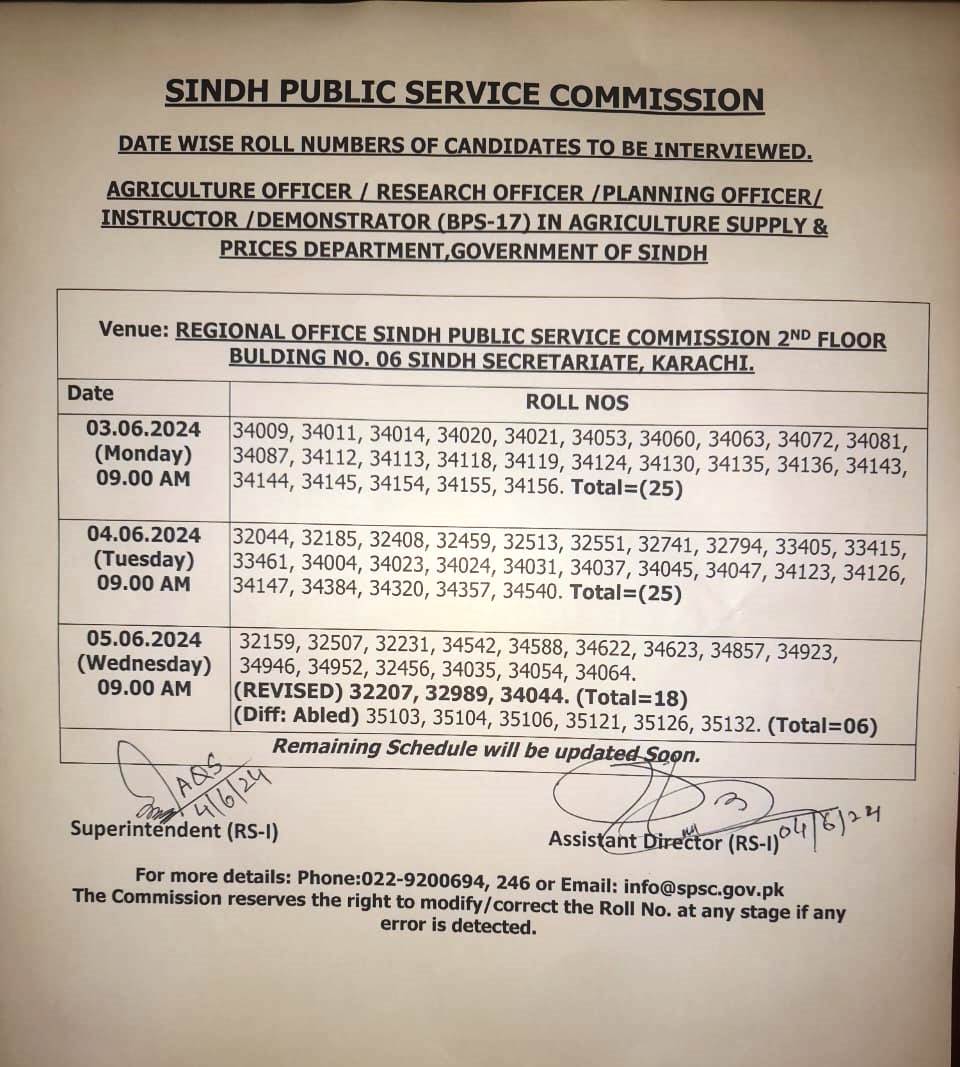 SINDH PUBLIC SERVICE COMMISSION
DATE WISE ROLL NUMBERS OF CANDIDATES TO BE INTERVIEWED.
AGRICULTURE OFFICER / RESEARCH OFFICER /PLANNING OFFICER/
INSTRUCTOR /DEMONSTRATOR (BPS-17) IN AGRICULTURE SUPPLY &
PRICES DEPARTMENT,GOVERNMENT OF SINDH
Venue: REGIONAL OFFICE SINDH PUBLIC SERVICE COMMISSION 2ND FLOOR
BULDING NO. 06 SINDH SECRETARIATE, KARACHI.
Date
ROLL NOS
03.06.2024
(Monday)
09.00 AM
34009, 34011, 34014, 34020, 34021, 34053, 34060, 34063, 34072, 34081,
34087, 34112, 34113, 34118, 34119, 34124, 34130, 34135, 34136, 34143,
34144, 34145, 34154, 34155, 34156. Total=(25)
04.06.2024
(Tuesday)
09.00 AM
32044, 32185, 32408, 32459, 32513, 32551, 32741, 32794, 33405, 33415,
33461, 34004, 34023, 34024, 34031, 34037, 34045, 34047, 34123, 34126,
34147, 34384, 34320, 34357, 34540. Total=(25)
05.06.2024
(Wednesday)
09.00 AM
32159, 32507, 32231, 34542, 34588, 34622, 34623, 34857, 34923,
34946, 34952, 32456, 34035, 34054, 34064.
(REVISED) 32207, 32989, 34044. (Total=18)
(Diff: Abled) 35103, 35104, 35106, 35121, 35126, 35132. (Total=06)
Remaining Schedule will be updated Soon.
AQS
4/6/24
Superintendent (RS-I)
Assistant Director (RS-I)
04/6/24
For more details: Phone:022-9200694, 246 or Email: info@spsc.gov.pk
The Commission reserves the right to modify/correct the Roll No. at any stage if any
error is detected.